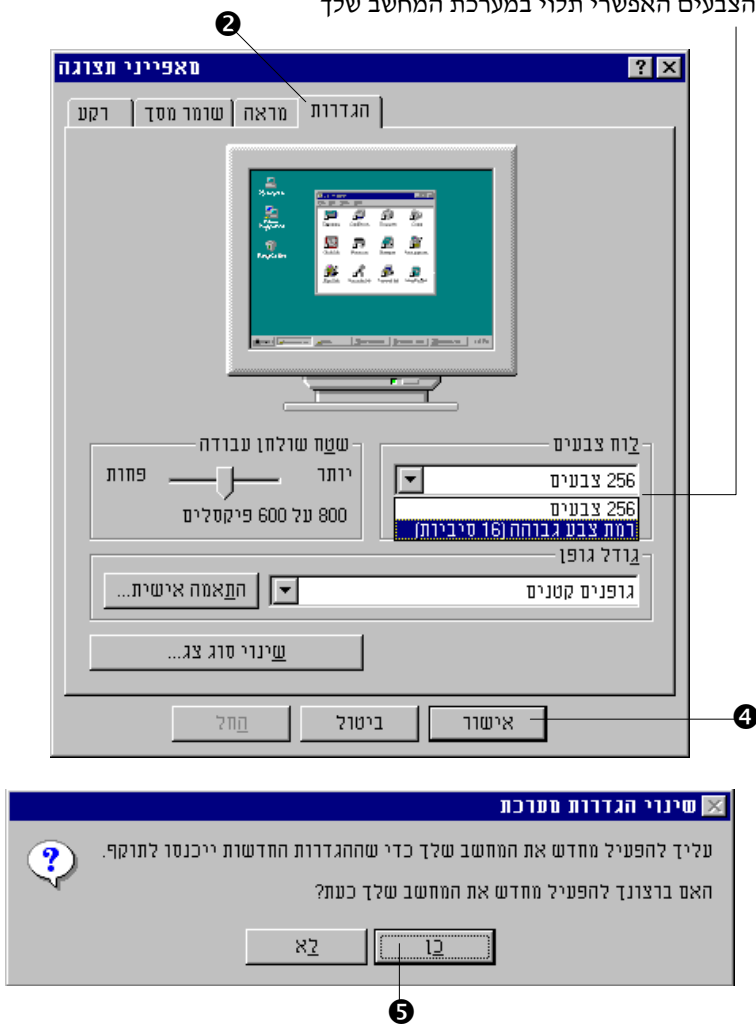 הצבעים האפשרי תלוי במערכת המחשב שלך
❷
מאפייני תצוגה
הגדרות
מראה
שומר מסך
רקע
לוח צבעים
256 צבעים
256 צבעים
רמת צבע גבוהה (16 סיביות)
שטח שולחן עבודה
יותר
פחות
800 על 600 פיקסלים
גודל גופן
גופנים קטנים
התאמה אישית...
שינוי סוג צג...
אישור
ביטול
החל
❹
שינוי הגדרות מערכת
עליך להפעיל מחדש את המחשב שלך כדי שההגדרות החדשות ייכנסו לתוקף.
האם ברצונך להפעיל מחדש את המחשב שלך כעת?
כן
לא
❺